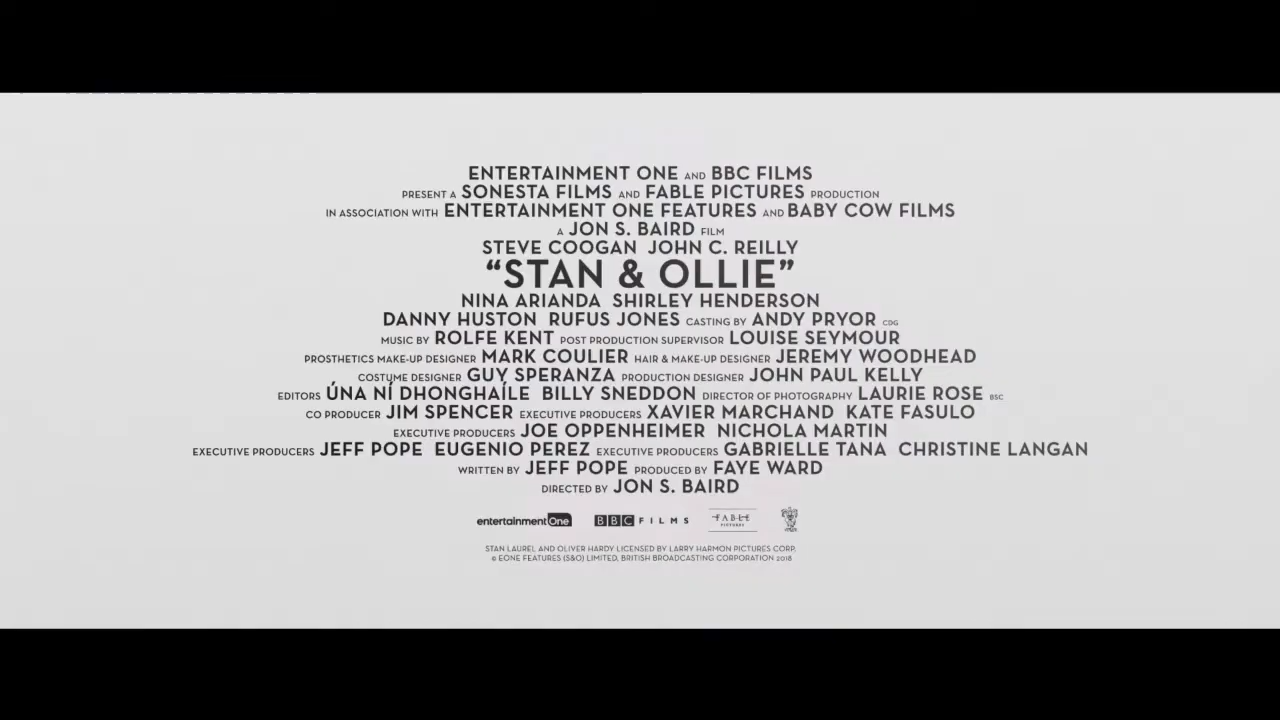 ENTERTAINMENT ONE AND BBC FILMS
PRESENT A SONESTA FILMS AND FABLE PICTURES PRODUCTION
IN ASSOCIATION WITH ENTERTAINMENT ONE FEATURES AND BABY COW FILMS
A JON S. BAIRD FILM
STEVE COOGAN JOHN C. REILLY
“STAN & OLLIE”
NINA ARIANDA SHIRLEY HENDERSON
DANNY HUSTON RUFUS JONES CASTING BY ANDY PRYOR CDG
MUSIC BY ROLFE KENT POST PRODUCTION SUPERVISOR LOUISE SEYMOUR
PROSTHETICS MAKE-UP DESIGNER MARK COULIER HAIR & MAKE-UP DESIGNER JEREMY WOODHEAD
COSTUME DESIGNER GUY SPERANZA PRODUCTION DESIGNER JOHN PAUL KELLY
EDITORS ÚNA NÍ DHONGHAÍLE BILLY SNEDDON DIRECTOR OF PHOTOGRAPHY LAURIE ROSE BSC
CO PRODUCER JIM SPENCER EXECUTIVE PRODUCERS XAVIER MARCHAND KATE FASULO
EXECUTIVE PRODUCERS JOE OPPENHEIMER NICHOLA MARTIN
EXECUTIVE PRODUCERS JEFF POPE EUGENIO PEREZ EXECUTIVE PRODUCERS GABRIELLE TANA CHRISTINE LANGAN
WRITTEN BY JEFF POPE PRODUCED BY FAYE WARD
DIRECTED BY JON S. BAIRD
entertainmentOne BBC FILMS FABLE PICTURES
STAN LAUREL AND OLIVER HARDY LICENSED BY LARRY HARMON PICTURES CORP.
© EONE FEATURES (S&O) LIMITED, BRITISH BROADCASTING CORPORATION 2018